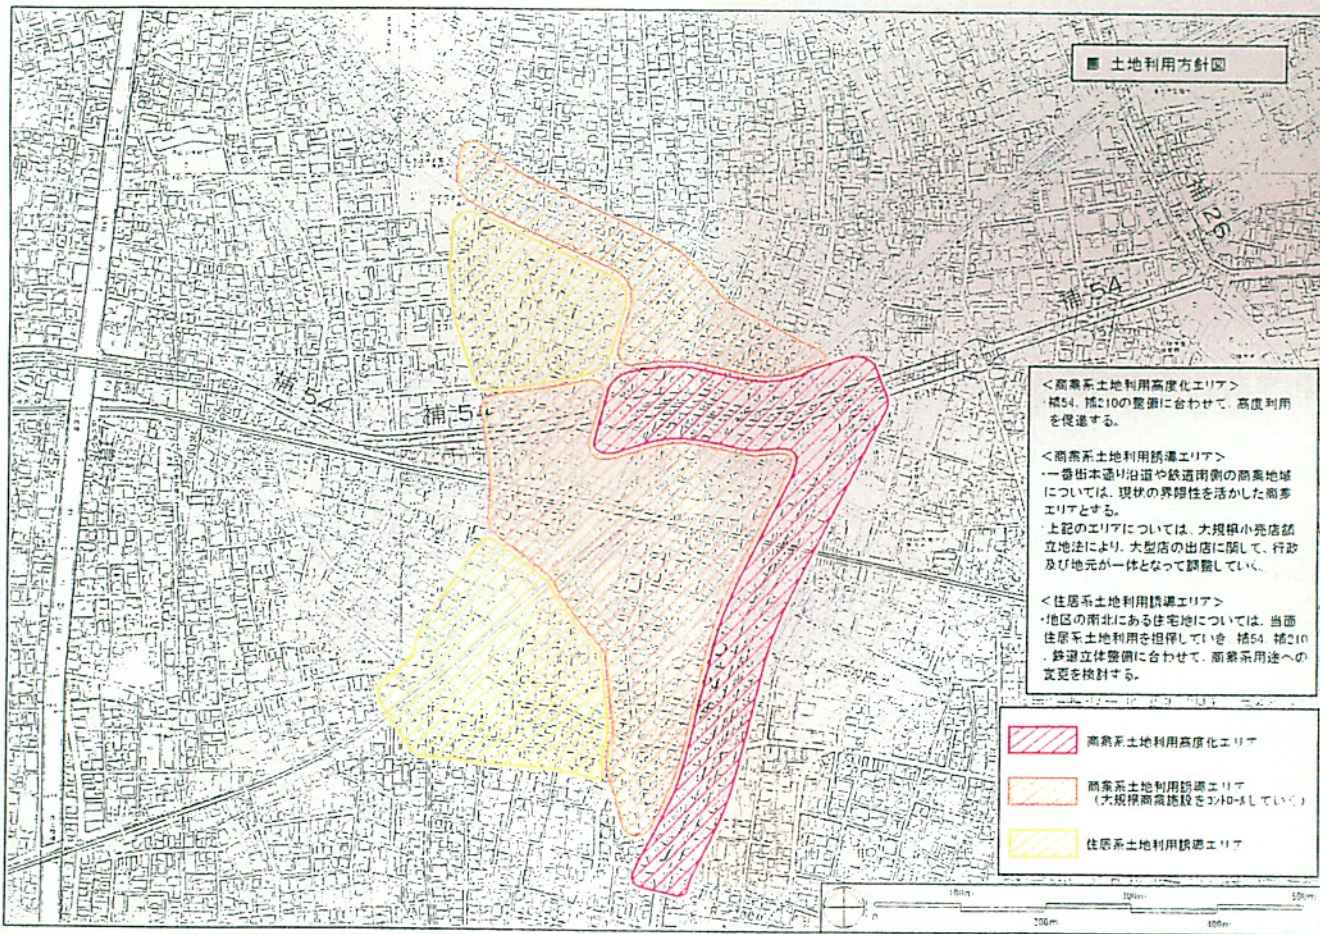 ■ 土地利用方針図
補26
補54
補54
補5
<商業系土地利用高度化エリア>
・補54、補210の整備に合わせて、高度利用
を促進する。
<商業系土地利用誘導エリア>
・一番街本通り沿道や鉄道南側の商業地域
については、現状の界隈性を活かした商業
エリアとする。
・上記のエリアについては、大規模小売店舗
立地法により、大型店の出店に関して、行政
及び地元が一体となって調整していく。
<住居系土地利用誘導エリア>
・地区の南北にある住宅地については、当面
住居系土地利用を担保していき 補54、補210
、鉄道立体整備に合わせて、商業系用途への
変更を検討する。
商業系土地利用高度化エリア
商業系土地利用誘導エリア
(大規模商業施設をコントロールしていく)
住居系土地利用誘導エリア
0 100m 200m 300m 400m 500m